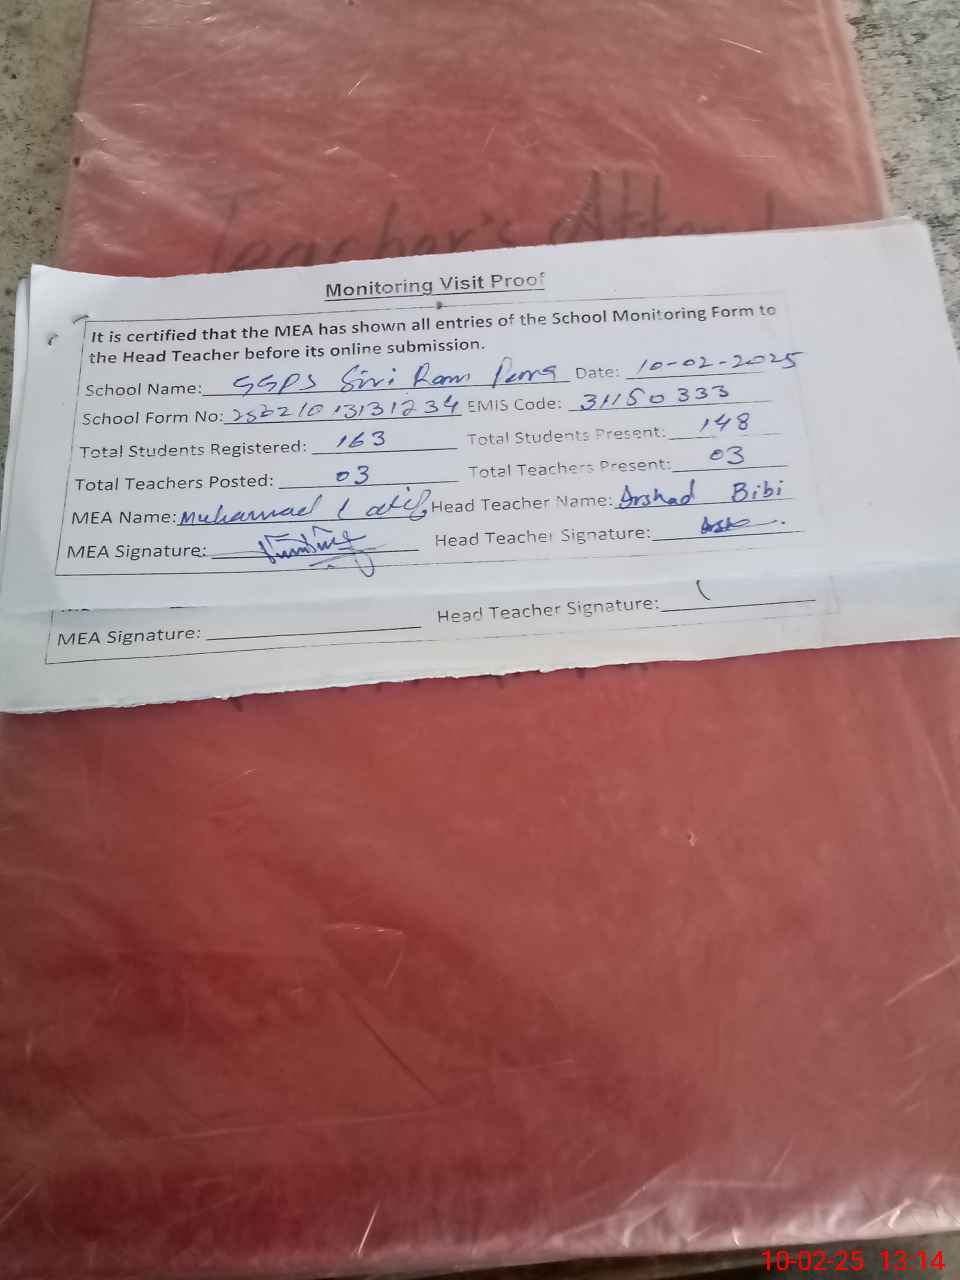 Teacher's Attend
Monitoring Visit Proof
It is certified that the MEA has shown all entries of the School Monitoring Form to
the Head Teacher before its online submission.
School Name: GGPS Siri Ram Date: 10-02-2025
School Form No: EMIS Code: 31150333
Total Students Registered: 163 Total Students Present: 148
Total Teachers Posted: 03 Total Teachers Present: 03
MEA Name: Muhammad Latif Head Teacher Name: Arshad Bibi
MEA Signature: Head Teacher Signature:
MEA Signature: Head Teacher Signature:
10-02-25 13:14